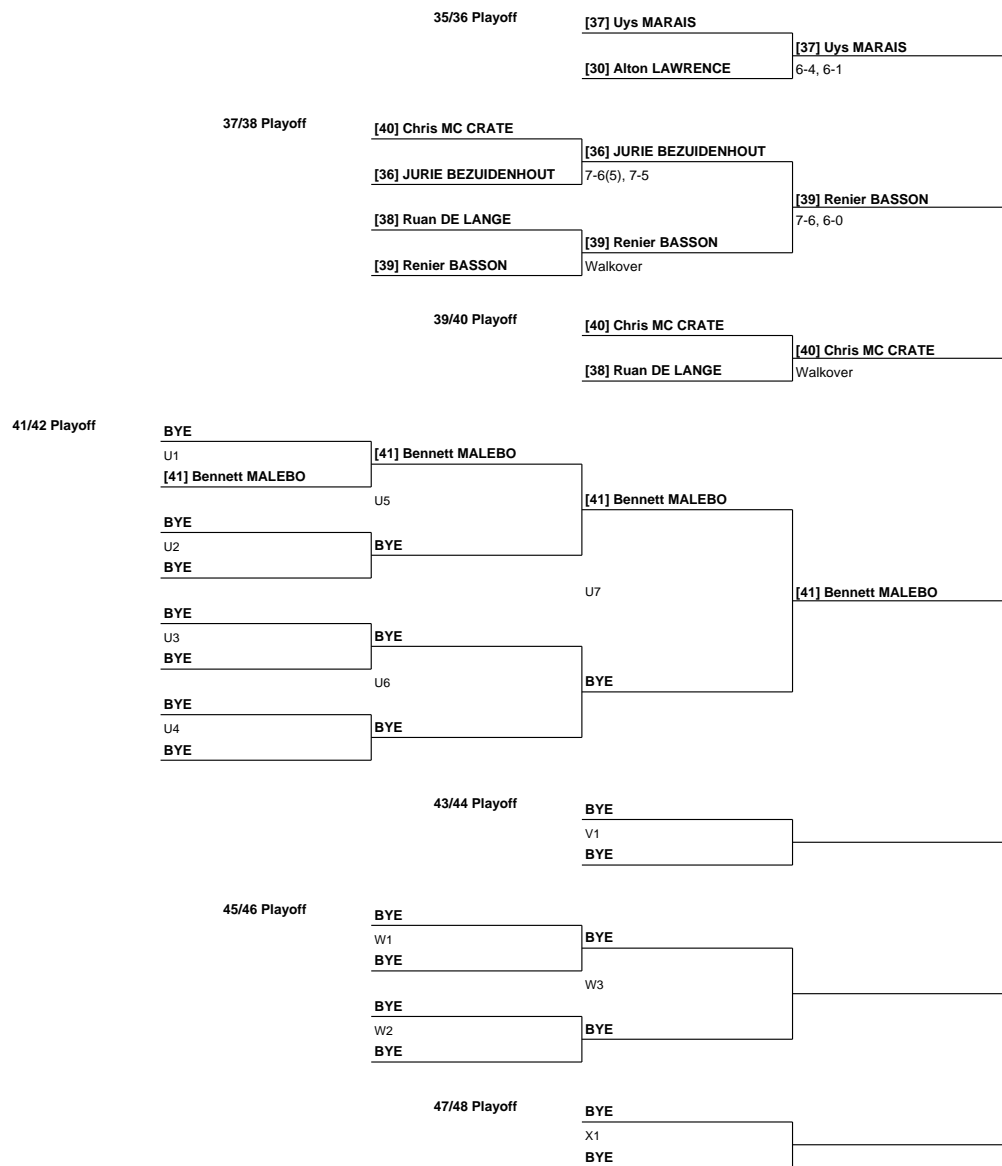 35/36 Playoff
[37] Uys MARAIS
[37] Uys MARAIS
[30] Alton LAWRENCE
6-4, 6-1
37/38 Playoff
[40] Chris MC CRATE
[36] JURIE BEZUIDENHOUT
[36] JURIE BEZUIDENHOUT
7-6(5), 7-5
[39] Renier BASSON
7-6, 6-0
[38] Ruan DE LANGE
[39] Renier BASSON
[39] Renier BASSON
Walkover
39/40 Playoff
[40] Chris MC CRATE
[40] Chris MC CRATE
[38] Ruan DE LANGE
Walkover
41/42 Playoff
BYE
U1
[41] Bennett MALEBO
[41] Bennett MALEBO
U5
[41] Bennett MALEBO
BYE
U2
BYE
BYE
U7
[41] Bennett MALEBO
BYE
U3
BYE
BYE
U6
BYE
BYE
U4
BYE
BYE
43/44 Playoff
BYE
V1
BYE
45/46 Playoff
BYE
W1
BYE
BYE
W3
BYE
W2
BYE
BYE
47/48 Playoff
BYE
X1
BYE